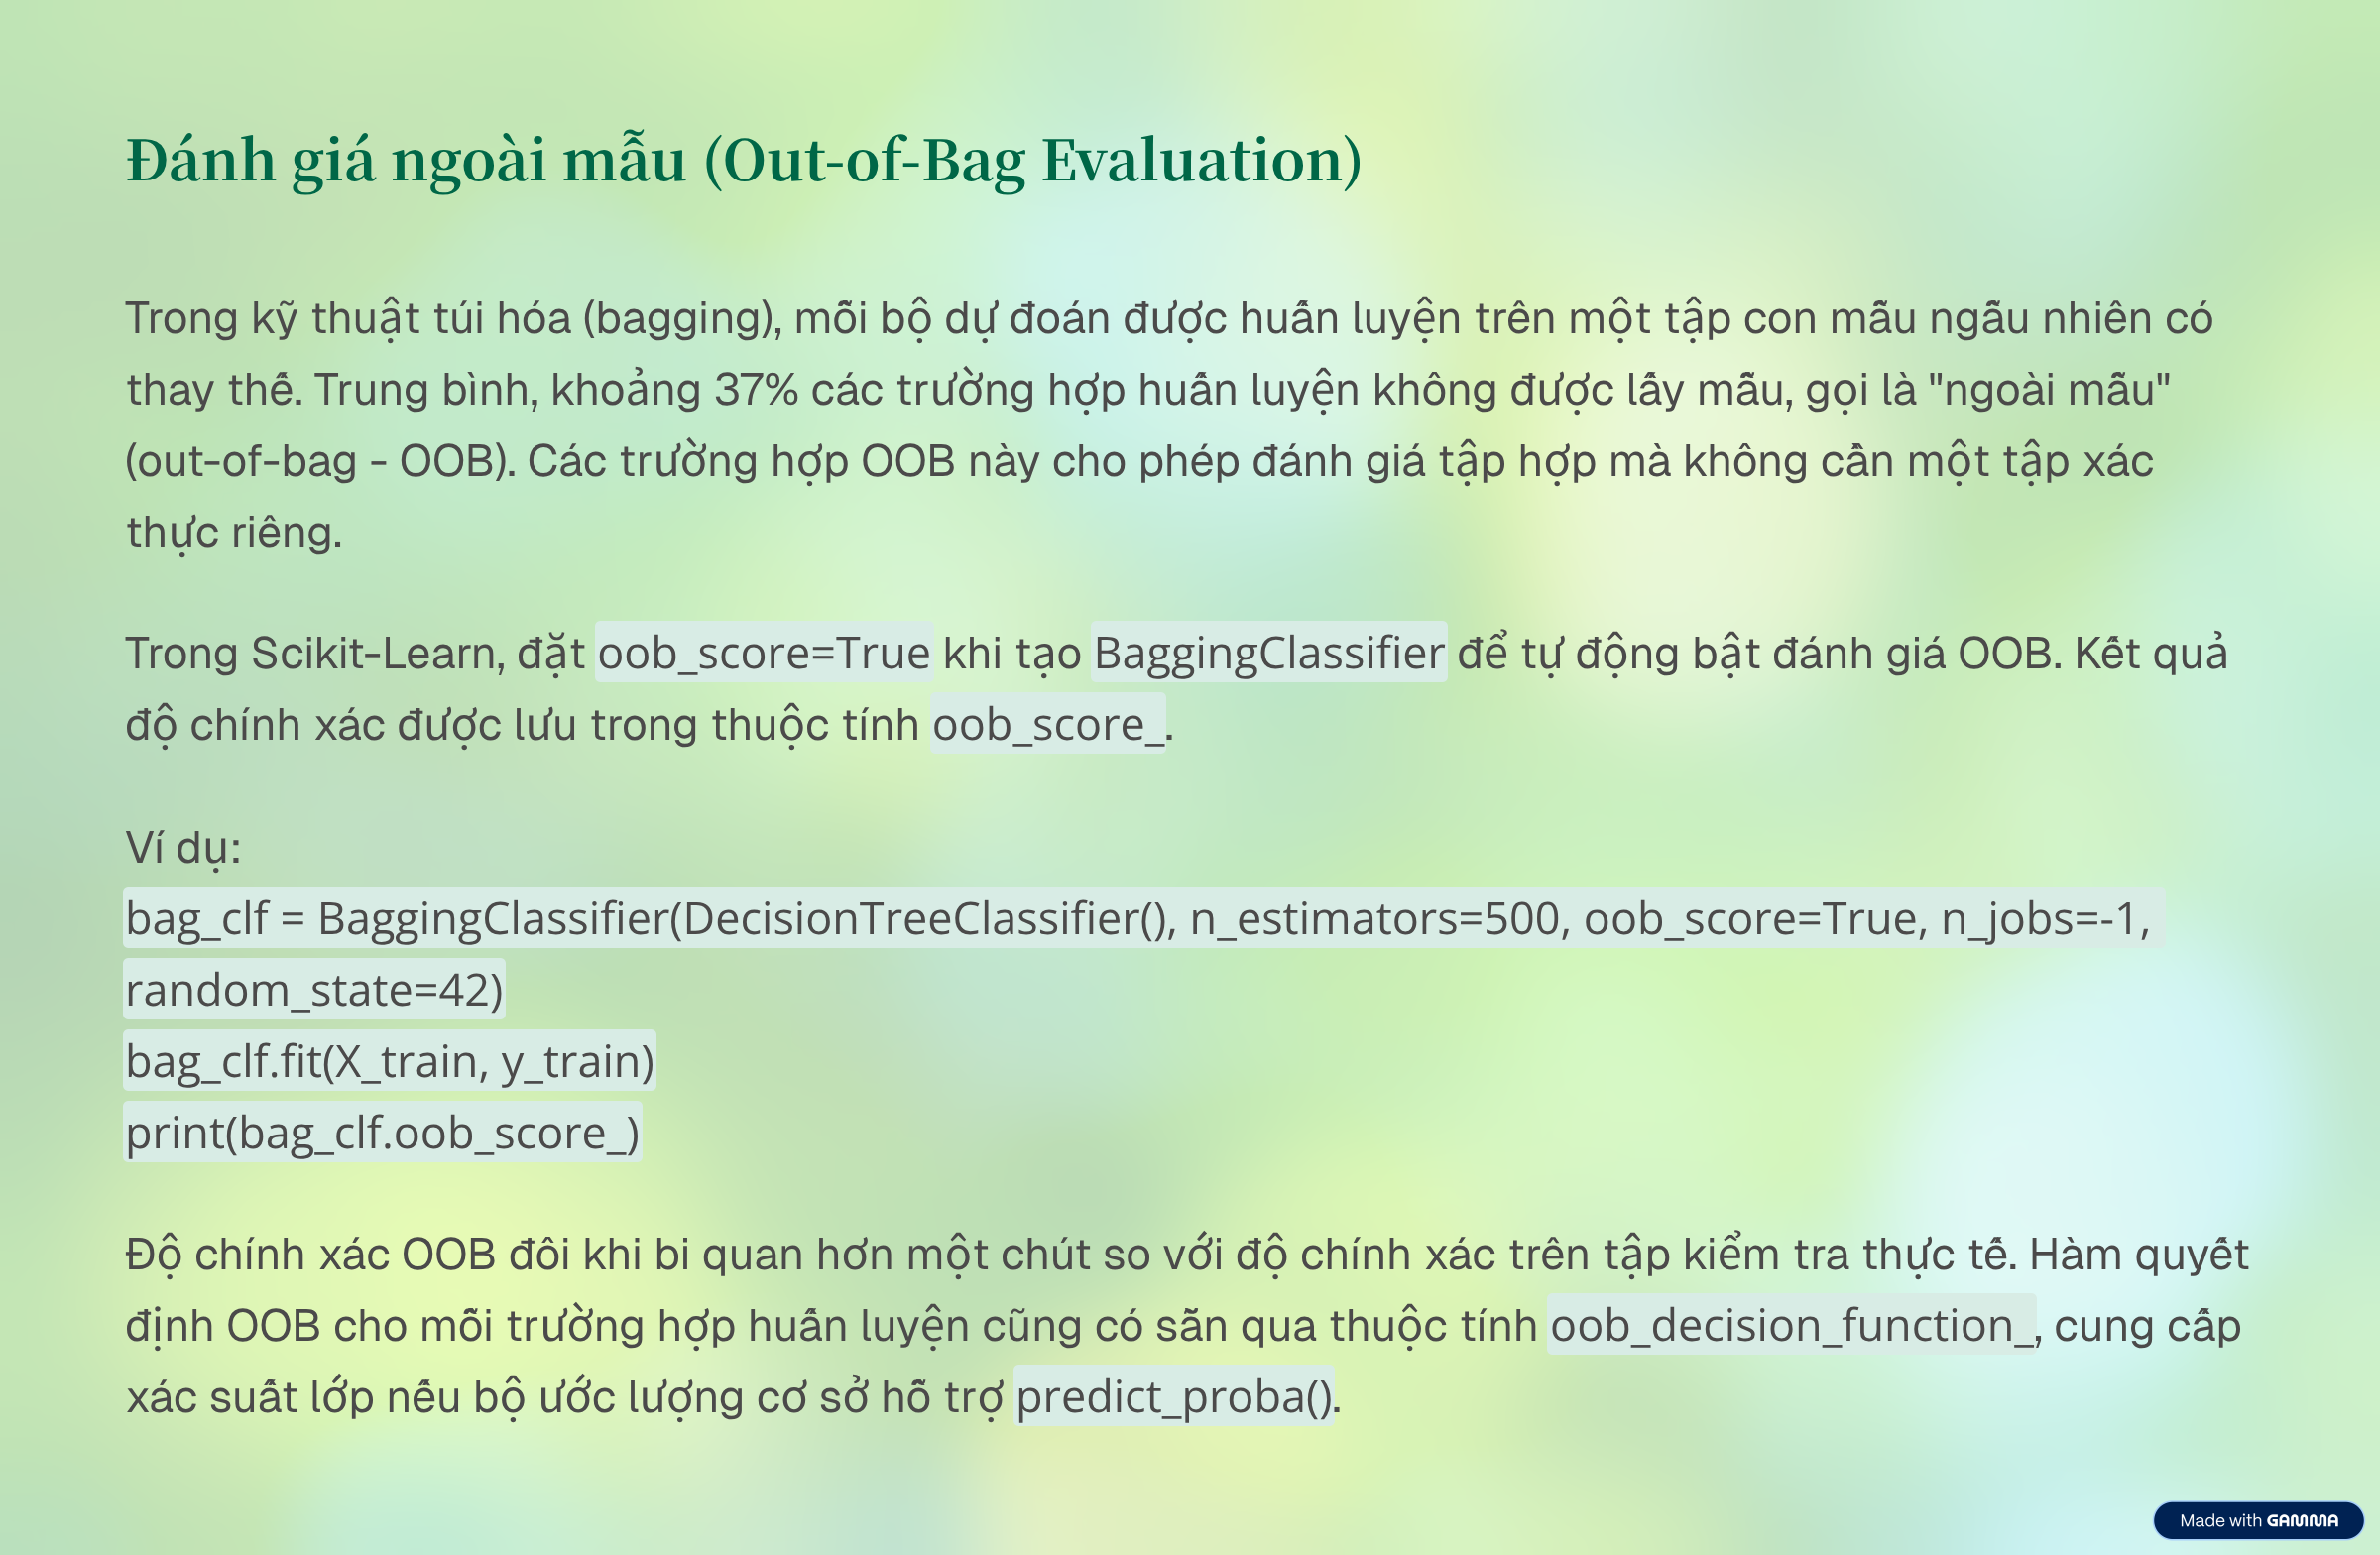 Đánh giá ngoài mẫu (Out-of-Bag Evaluation)
Trong kỹ thuật túi hóa (bagging), mỗi bộ dự đoán được huấn luyện trên một tập con mẫu ngẫu nhiên có
thay thế. Trung bình, khoảng 37% các trường hợp huấn luyện không được lấy mẫu, gọi là "ngoài mẫu"
(out-of-bag - OOB). Các trường hợp OOB này cho phép đánh giá tập hợp mà không cần một tập xác
thực riêng.
Trong Scikit-Learn, đặt oob_score=True khi tạo BaggingClassifier để tự động bật đánh giá OOB. Kết quả
độ chính xác được lưu trong thuộc tính oob_score_.
Ví dụ:
bag_clf = BaggingClassifier(DecisionTreeClassifier(), n_estimators=500, oob_score=True, n_jobs=-1,
random_state=42)
bag_clf.fit(X_train, y_train)
print(bag_clf.oob_score_)
Độ chính xác OOB đôi khi bi quan hơn một chút so với độ chính xác trên tập kiểm tra thực tế. Hàm quyết
định OOB cho mỗi trường hợp huấn luyện cũng có sẵn qua thuộc tính oob_decision_function_, cung cấp
xác suất lớp nếu bộ ước lượng cơ sở hỗ trợ predict_proba().
Made with GAMMA